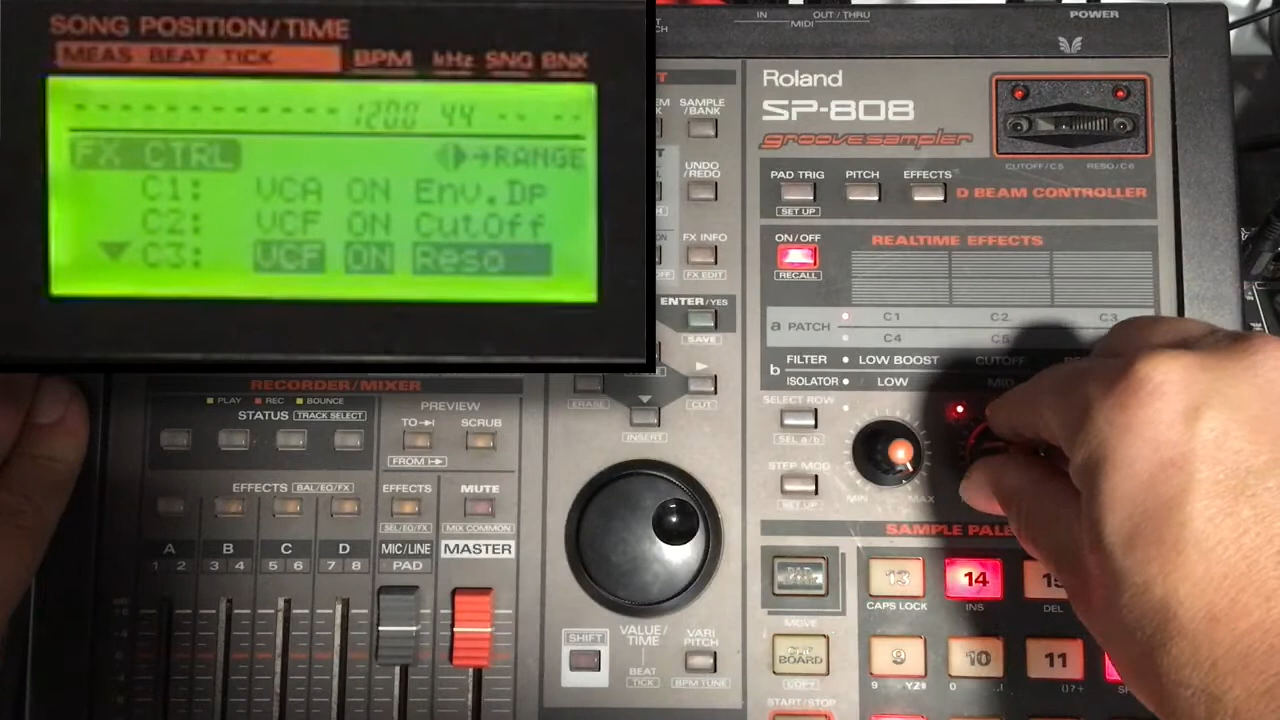 SONG POSITION/TIME
MEAS BEAT TICK BPM kHz SNG BNK
120.0 44
FX CTRL →RANGE
C1: VCA ON Env.Dp
C2: VCF ON CutOff
C3: VCF ON Reso
IN MIDI OUT / THRU
POWER
Roland
SP-808
groovesampler
CUTOFF/C5 RESO/C6
SAMPLE
/BANK
UNDO
/REDO
FX INFO
FX EDIT
ENTER/YES
SAVE
CUT
PAD TRIG PITCH EFFECTS
D BEAM CONTROLLER
SET UP
ON/OFF
REALTIME EFFECTS
RECALL
a PATCH C1 C2 C3
C4
b FILTER LOW BOOST CUTOFF
ISOLATOR LOW MID
SELECT ROW
SEL a/b
STEP MOD
SET UP
MIN MAX
RECORDER/MIXER
PLAY REC BOUNCE
STATUS TRACK SELECT
PREVIEW
TO SCRUB
FROM
ERASE
INSERT
EFFECTS BAL/EQ/FX
EFFECTS MUTE
SEL/EQ/FX MIX COMMON
A B C D MIC/LINE MASTER
1 2 3 4 5 6 7 8 PAD
SHIFT
VALUE/
TIME
BEAT
TICK
VARI
PITCH
BPM TUNE
13 14 15
CAPS LOCK INS DEL
MOVE
CLIP
BOARD
COPY
9 10 11
START/STOP